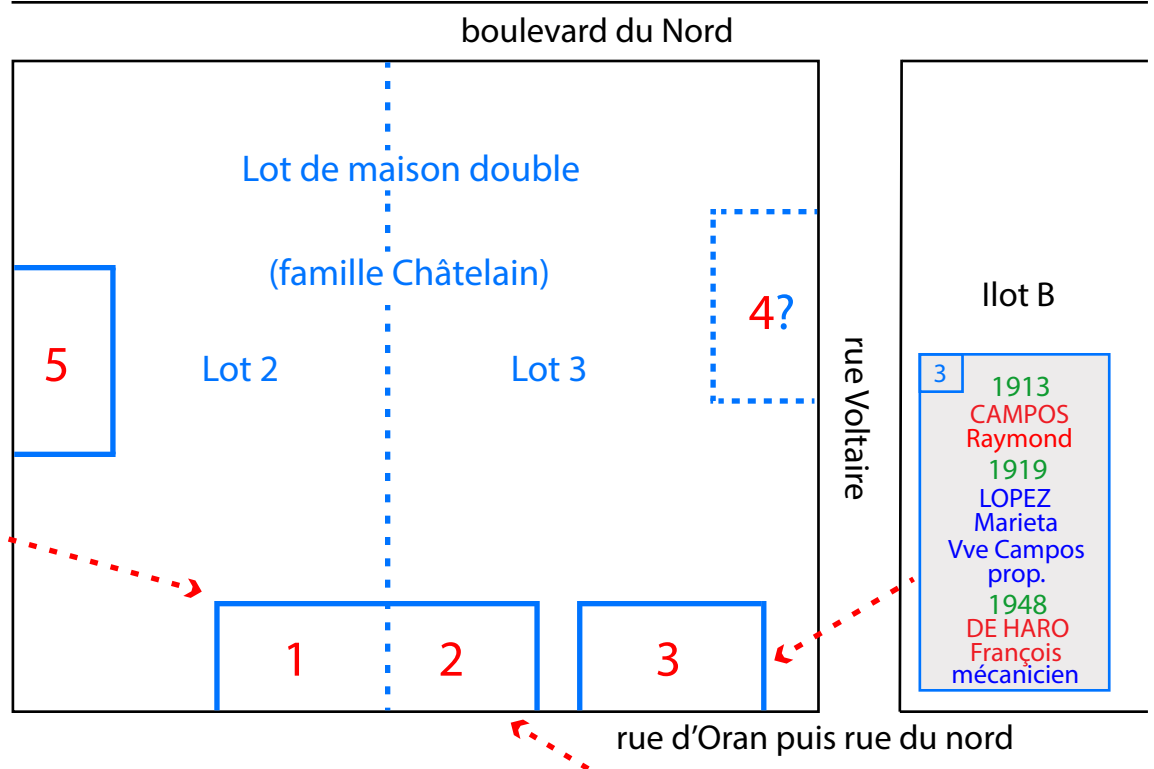 boulevard du Nord
Lot de maison double
(famille Châtelain)
4?
5
Lot 2
Lot 3
1
2
3
rue Voltaire
Ilot B
3
1913
CAMPOS
Raymond
1919
LOPEZ
Marieta
Vve Campos
prop.
1948
DE HARO
François
mécanicien
rue d'Oran puis rue du nord